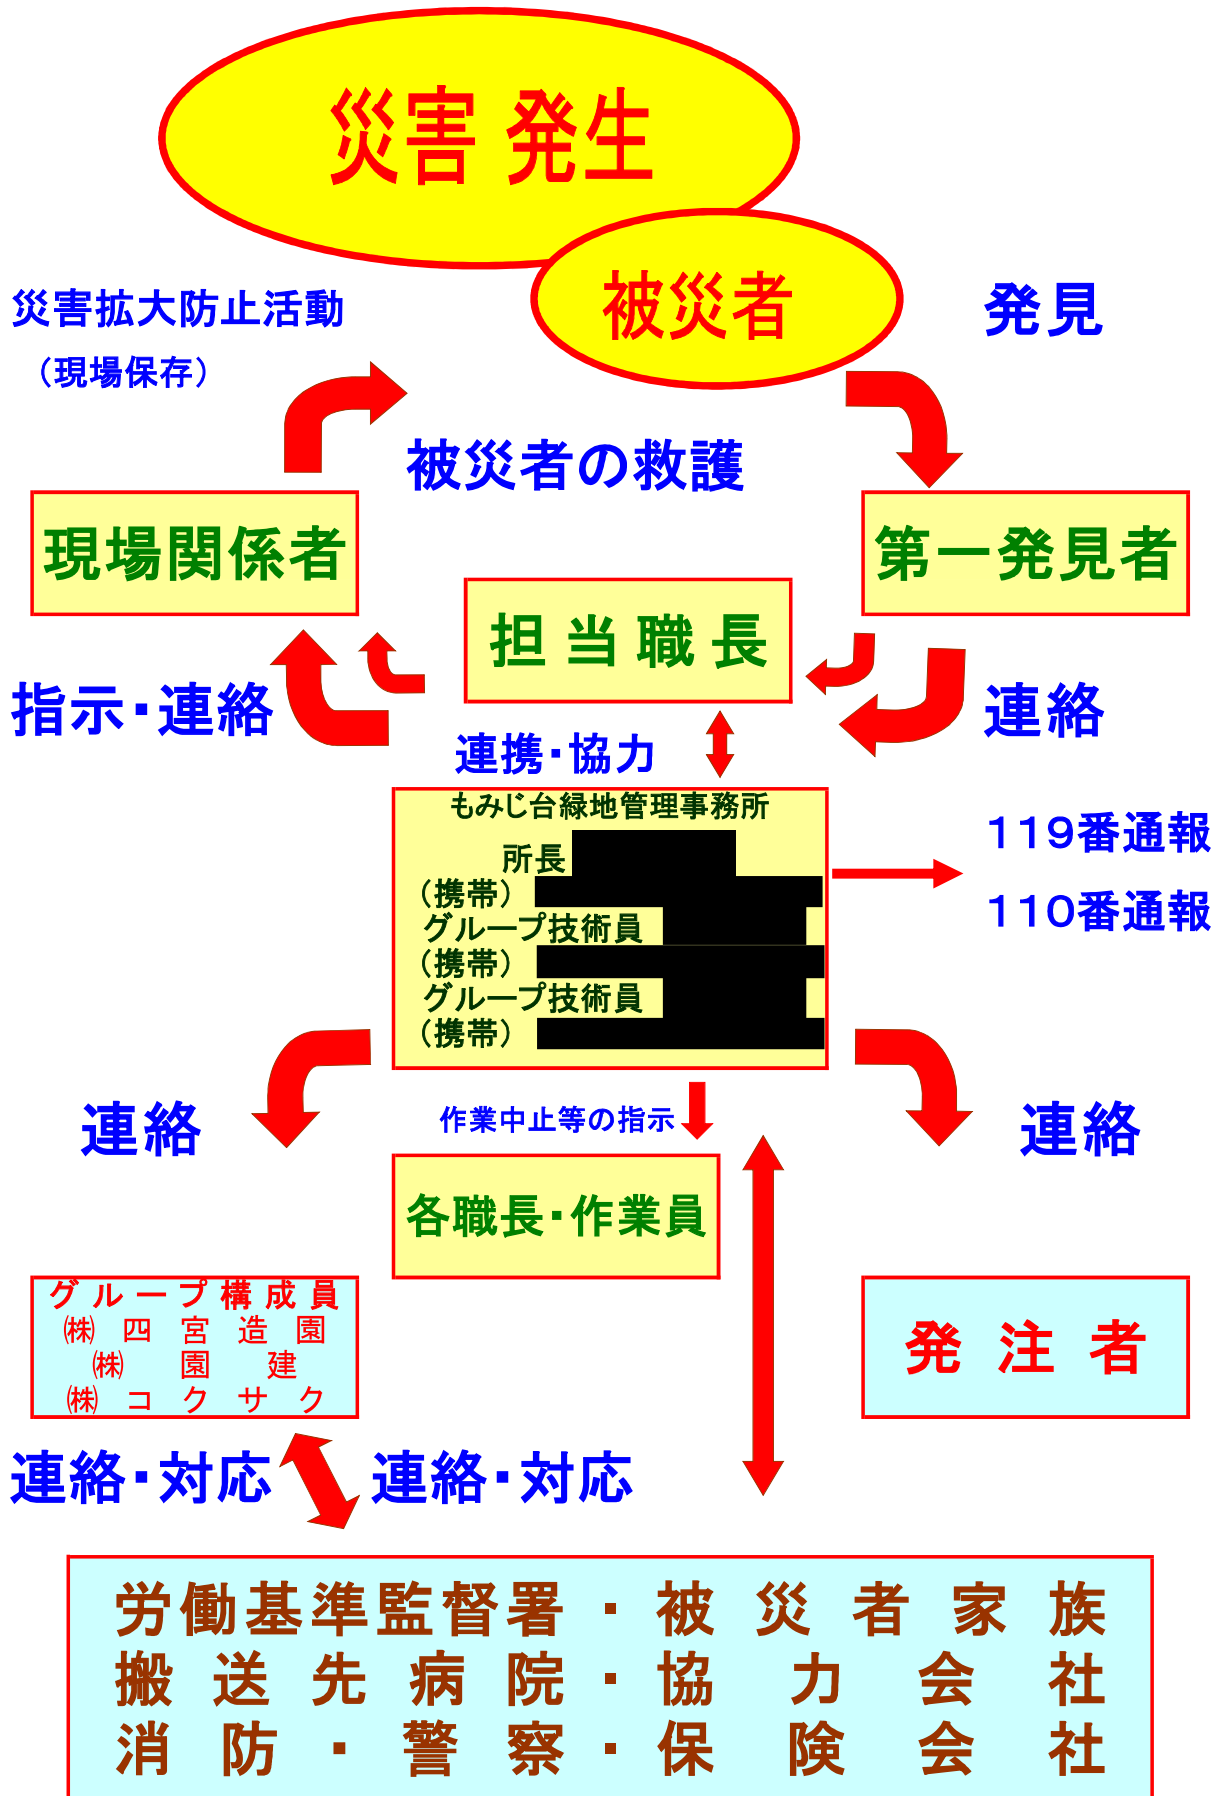 災害 発生
被災者
発見
災害拡大防止活動
（現場保存）
被災者の救護
現場関係者
第一発見者
担当職長
指示・連絡
連絡
連携・協力
もみじ台緑地管理事務所
所長
（携帯）
グループ技術員
（携帯）
グループ技術員
（携帯）
１１９番通報
１１０番通報
連絡
作業中止等の指示
連絡
各職長・作業員
グループ構成員
㈱四宮造園
㈱園建
㈱コクサク
発注者
連絡・対応
連絡・対応
労働基準監督署・被災者家族
搬送先病院・協力会社
消防・警察・保険会社